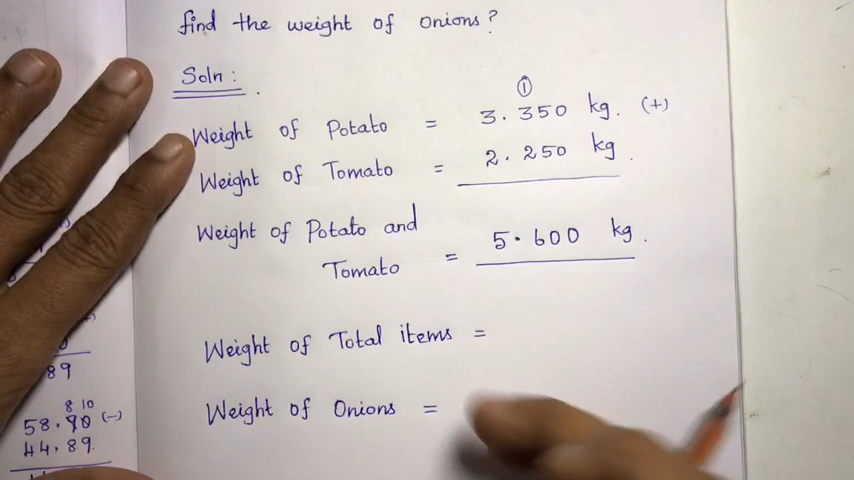 find the weight of onions?
Soln:
①
Weight of Potato = 3.350 kg. (+)
Weight of Tomato = 2.250 kg.
Weight of Potato and
Tomato = 5.600 kg.
Weight of Total items =
Weight of Onions =
89
8 10
58.90 (-)
44.89